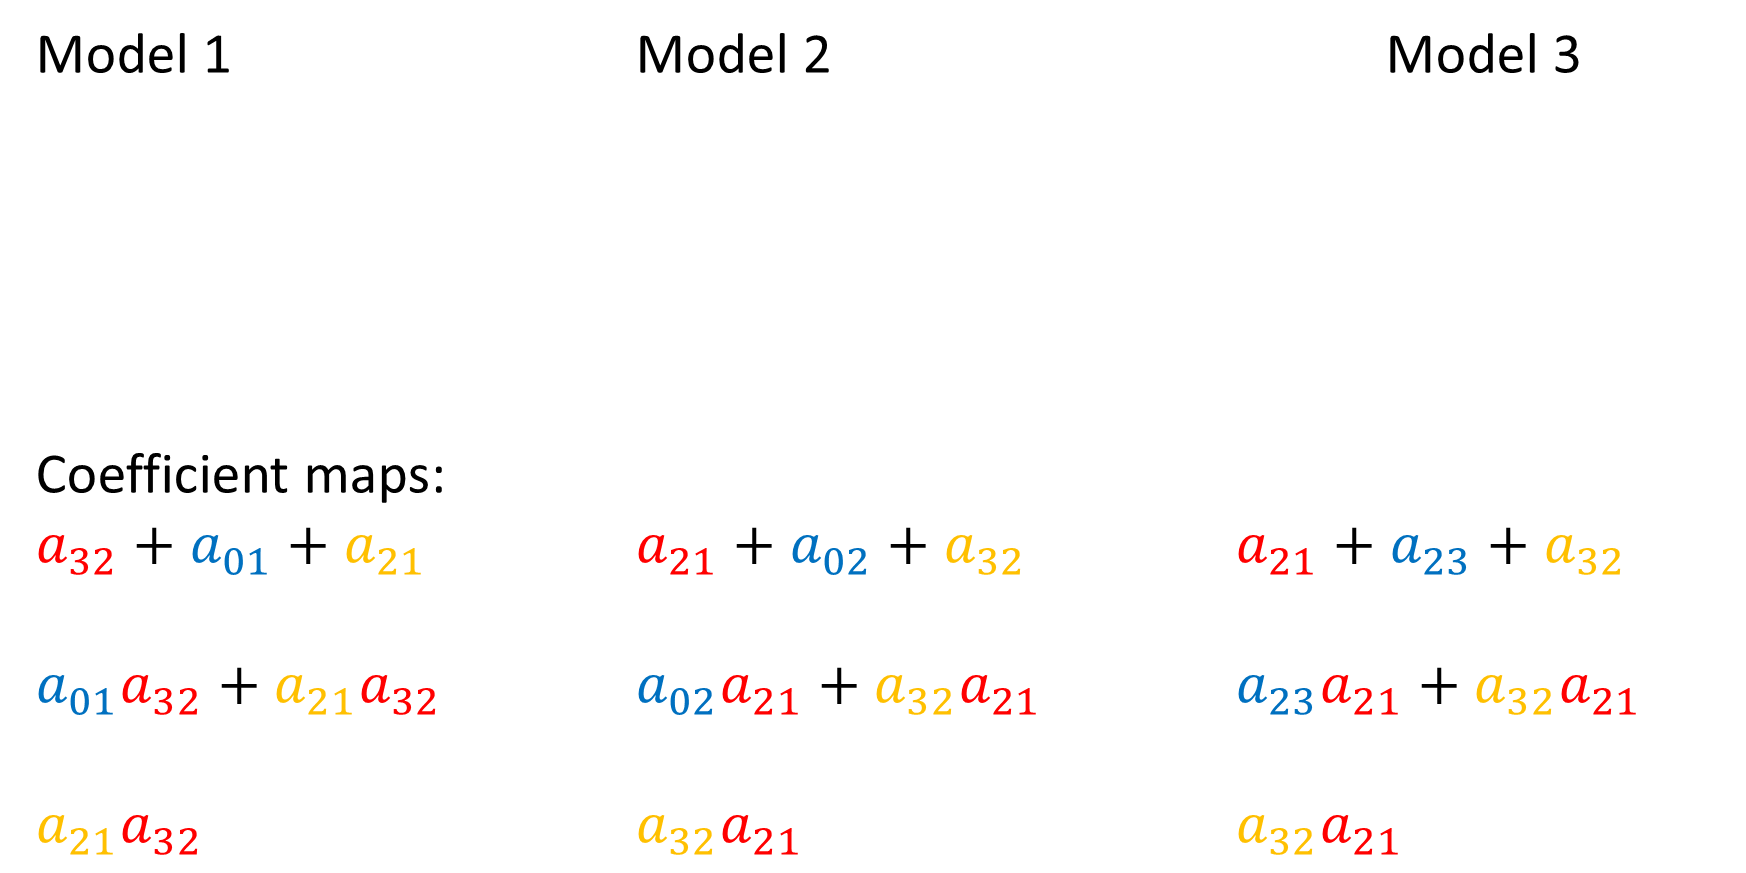 Model 1 Model 2 Model 3
Coefficient maps:
a₃₂ + a₀₁ + a₂₁ a₂₁ + a₀₂ + a₃₂ a₂₁ + a₂₃ + a₃₂
a₀₁a₃₂ + a₂₁a₃₂ a₀₂a₂₁ + a₃₂a₂₁ a₂₃a₂₁ + a₃₂a₂₁
a₂₁a₃₂ a₃₂a₂₁ a₃₂a₂₁